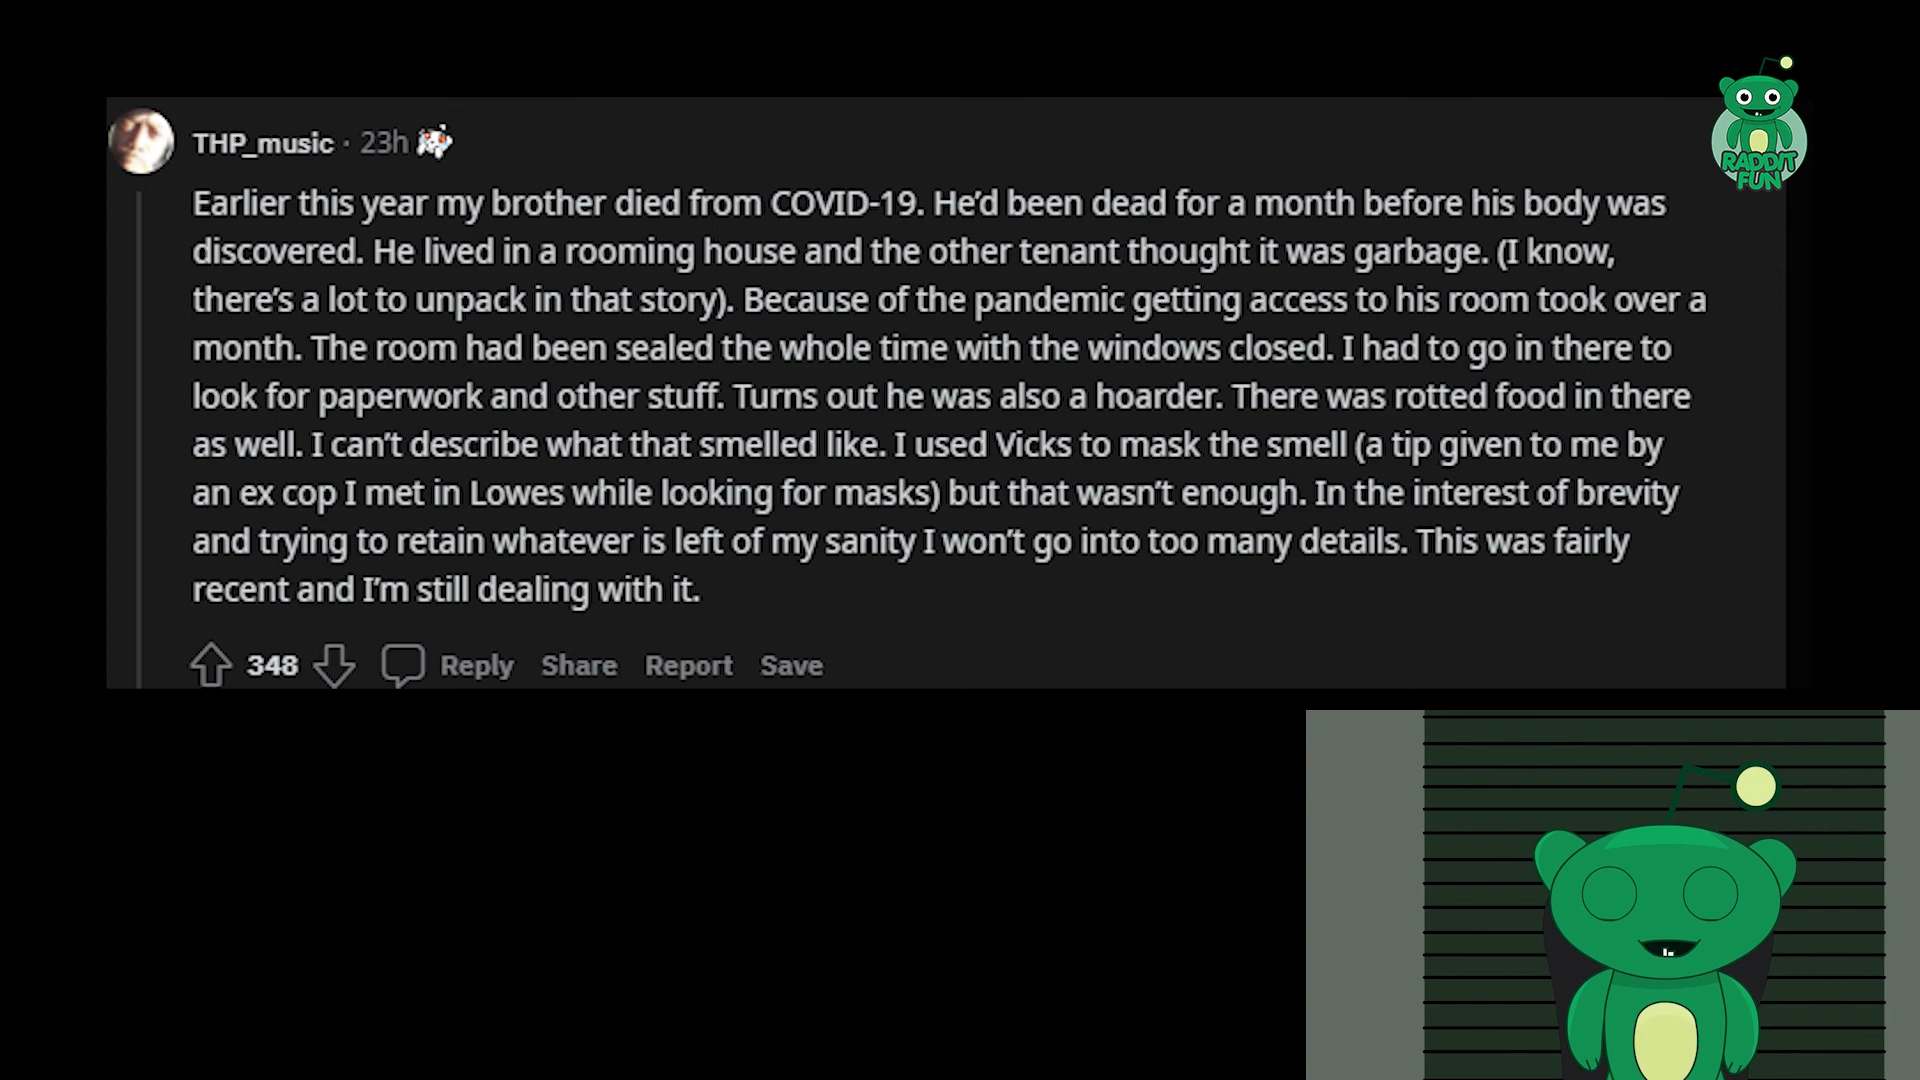 THP_music · 23h
RADDIT
FUN
Earlier this year my brother died from COVID-19. He’d been dead for a month before his body was
discovered. He lived in a rooming house and the other tenant thought it was garbage. (I know,
there’s a lot to unpack in that story). Because of the pandemic getting access to his room took over a
month. The room had been sealed the whole time with the windows closed. I had to go in there to
look for paperwork and other stuff. Turns out he was also a hoarder. There was rotted food in there
as well. I can’t describe what that smelled like. I used Vicks to mask the smell (a tip given to me by
an ex cop I met in Lowes while looking for masks) but that wasn’t enough. In the interest of brevity
and trying to retain whatever is left of my sanity I won’t go into too many details. This was fairly
recent and I’m still dealing with it.
348 Reply Share Report Save